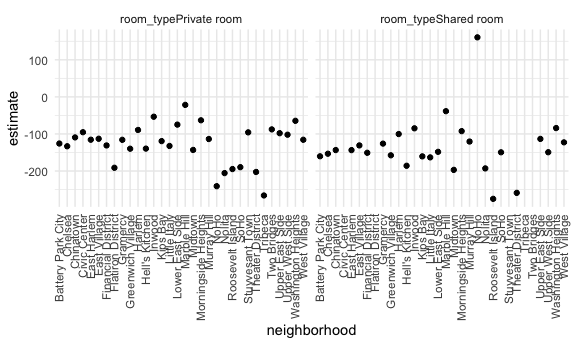 room_typePrivate room
room_typeShared room
estimate
100
0
-100
-200
Battery Park City
Chelsea
Chinatown
Civic Center
East Harlem
East Village
Financial District
Flatiron District
Gramercy
Greenwich Village
Harlem
Hell's Kitchen
Inwood
Kips Bay
Little Italy
Lower East Side
Marble Hill
Midtown
Morningside Heights
Murray Hill
NoHo
Nolita
Roosevelt Island
SoHo
Stuyvesant Town
Theater District
Tribeca
Two Bridges
Upper East Side
Upper West Side
Washington Heights
West Village
Battery Park City
Chelsea
Chinatown
Civic Center
East Harlem
East Village
Financial District
Flatiron District
Gramercy
Greenwich Village
Harlem
Hell's Kitchen
Inwood
Kips Bay
Little Italy
Lower East Side
Marble Hill
Midtown
Morningside Heights
Murray Hill
NoHo
Nolita
Roosevelt Island
SoHo
Stuyvesant Town
Theater District
Tribeca
Two Bridges
Upper East Side
Upper West Side
Washington Heights
West Village
neighborhood